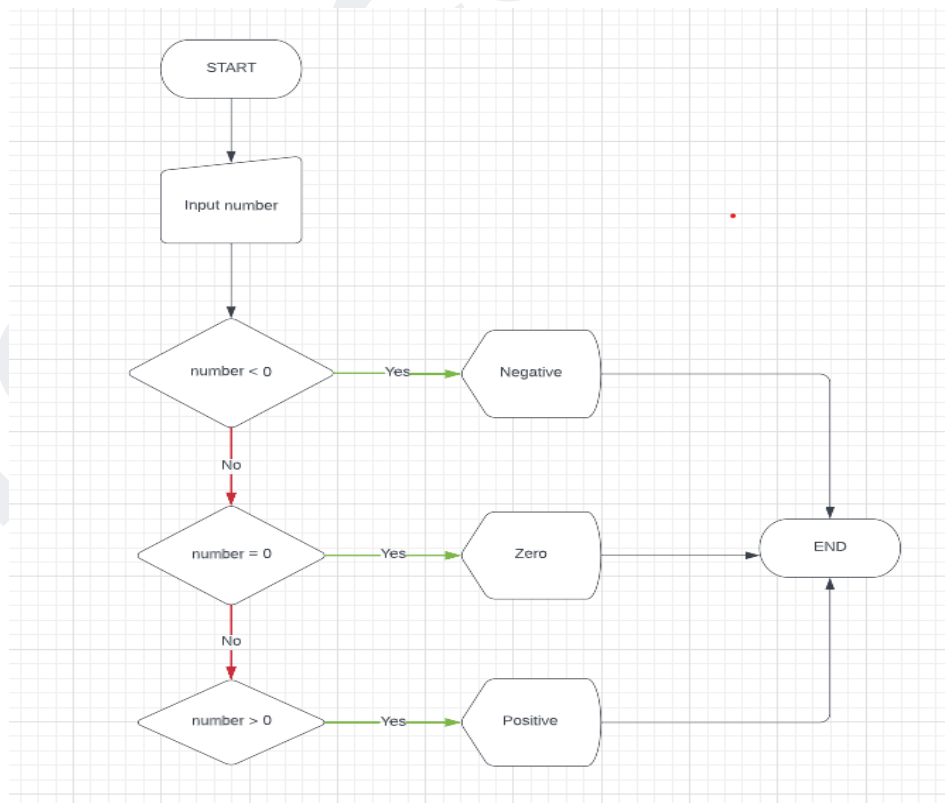 START
Input number
number < 0
Yes
Negative
No
number = 0
Yes
Zero
END
No
number > 0
Yes
Positive